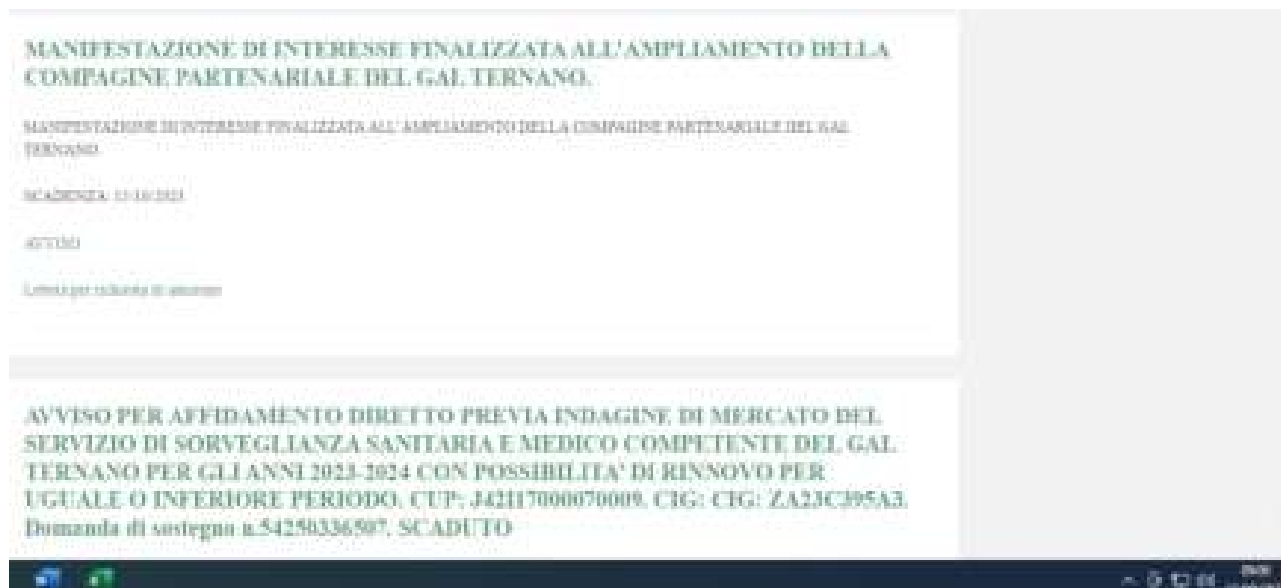 MANIFESTAZIONE DI INTERESSE FINALIZZATA ALL'AMPLIAMENTO DELLA
COMPAGINE PARTENARIALE DEL GAL TERNANO.
MANIFESTAZIONE DI INTERESSE FINALIZZATA ALL' AMPLIAMENTO DELLA COMPAGINE PARTENARIALE DEL GAL
TERNANO.
SCADENZA
AVVISO
AVVISO PER AFFIDAMENTO DIRETTO PREVIA INDAGINE DI MERCATO DEL
SERVIZIO DI SORVEGLIANZA SANITARIA E MEDICO COMPETENTE DEL GAL
TERNANO PER GLI ANNI 2023-2024 CON POSSIBILITA' DI RINNOVO PER
UGUALE O INFERIORE PERIODO. CUP: J42I17000070009. CIG: CIG: ZA23C395A3.
Domanda di sostegno n.54250336507. SCADUTO